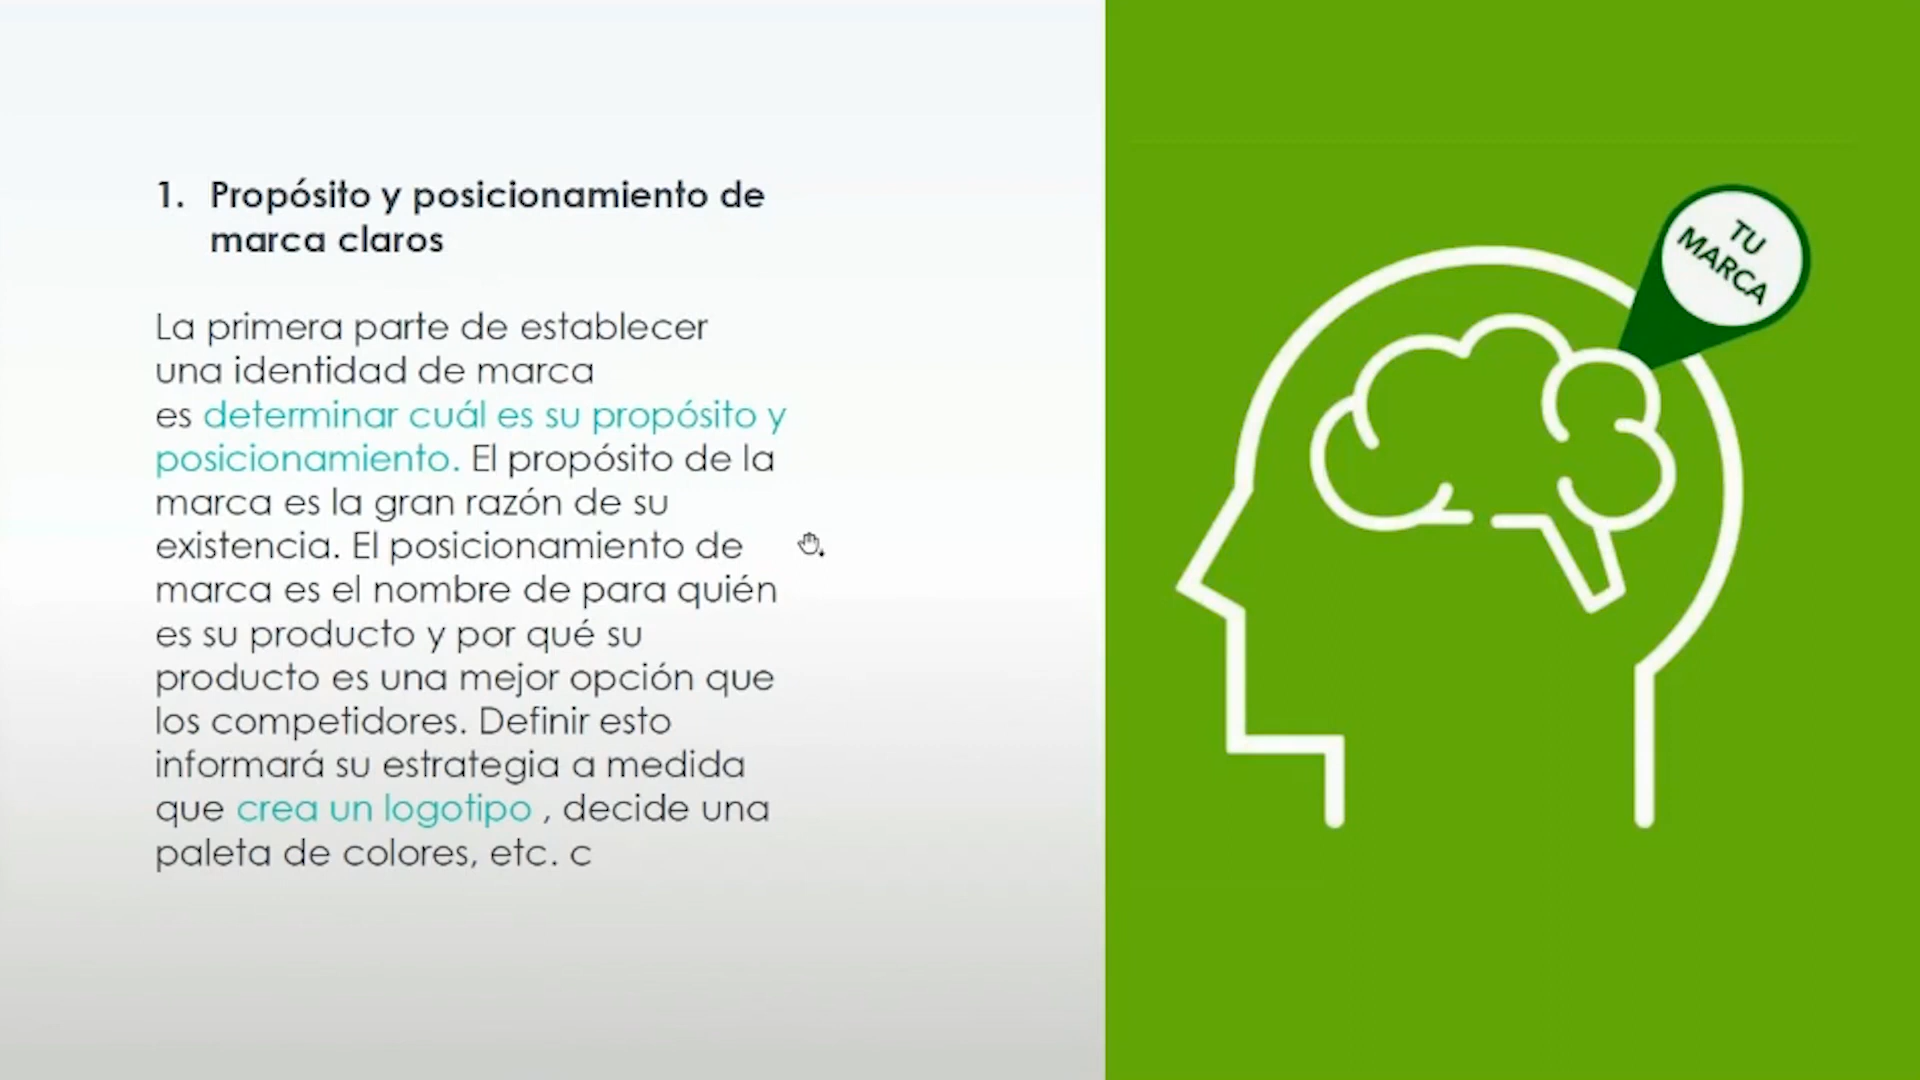 1. Propósito y posicionamiento de
marca claros
La primera parte de establecer
una identidad de marca
es determinar cuál es su propósito y
posicionamiento. El propósito de la
marca es la gran razón de su
existencia. El posicionamiento de
marca es el nombre de para quién
es su producto y por qué su
producto es una mejor opción que
los competidores. Definir esto
informará su estrategia a medida
que crea un logotipo , decide una
paleta de colores, etc. c
TU
MARCA